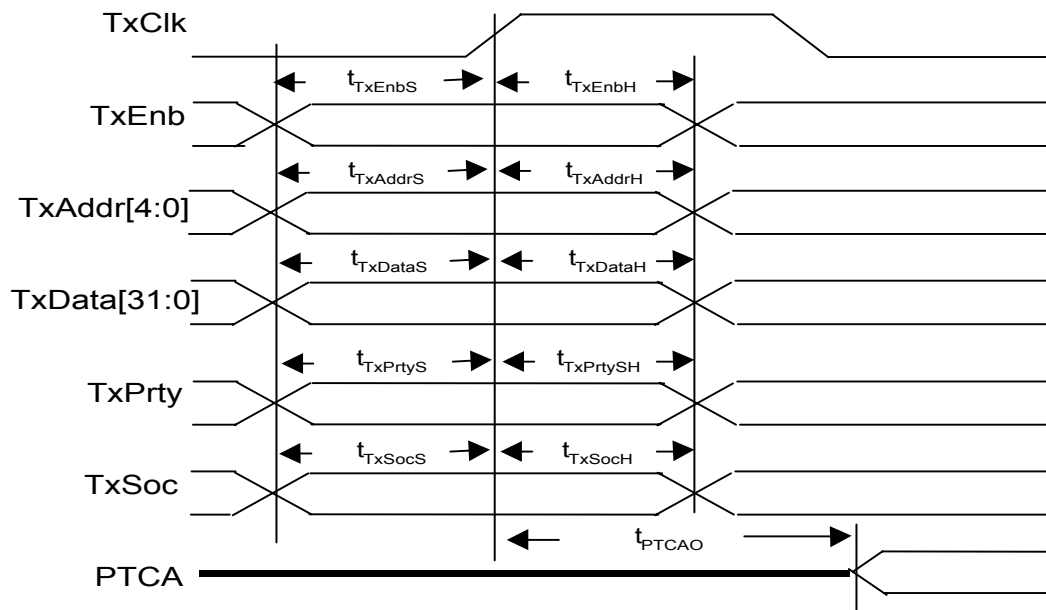 TxClk
tTxEnbS tTxEnbH
TxEnb
tTxAddrS tTxAddrH
TxAddr[4:0]
tTxDataS tTxDataH
TxData[31:0]
tTxPrtyS tTxPrtySH
TxPrty
tTxSocS tTxSocH
TxSoc
tPTCAO
PTCA